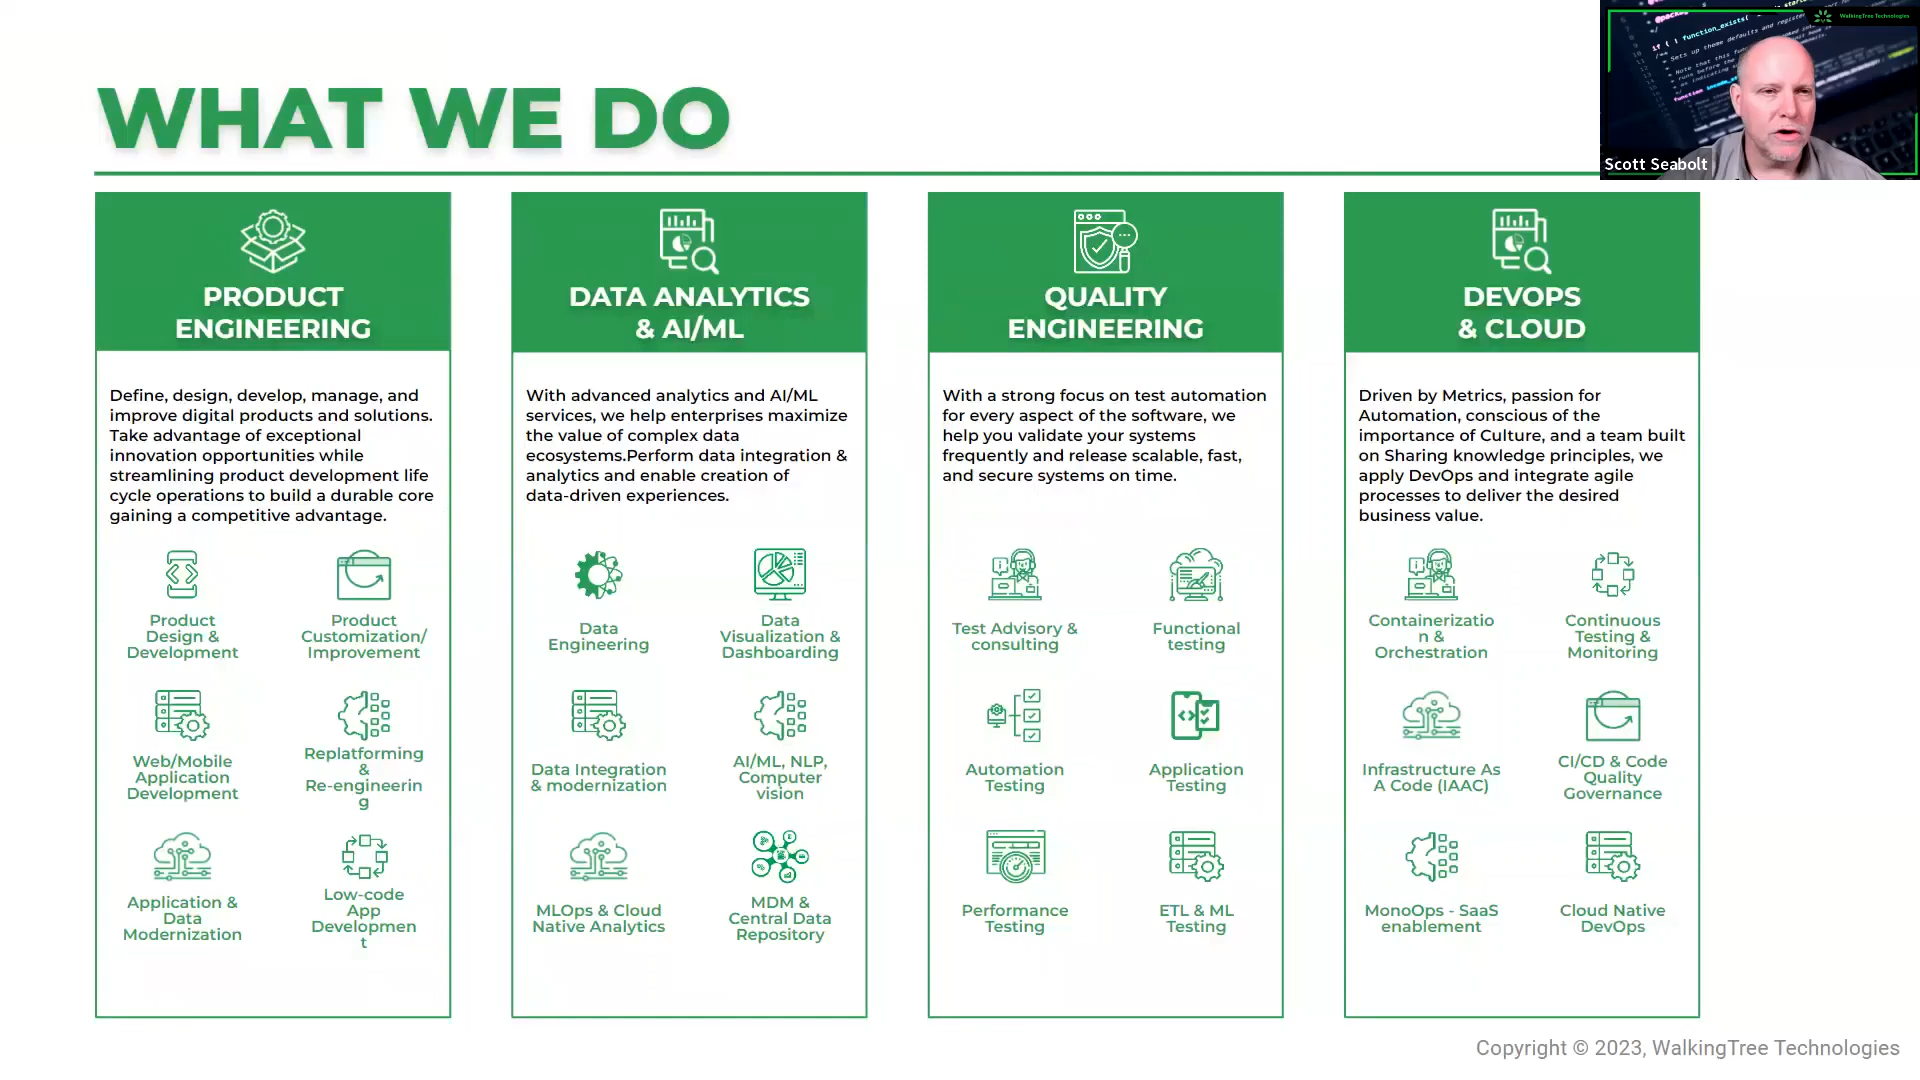 WHAT WE DO
WalkingTree Technologies
if ( ! function_exists(
Scott Seabolt
PRODUCT
ENGINEERING
Define, design, develop, manage, and
improve digital products and solutions.
Take advantage of exceptional
innovation opportunities while
streamlining product development life
cycle operations to build a durable core
gaining a competitive advantage.
Product
Design &
Development
Product
Customization/
Improvement
Web/Mobile
Application
Development
Replatforming
&
Re-engineerin
g
Application &
Data
Modernization
Low-code
App
Developmen
t
DATA ANALYTICS
& AI/ML
With advanced analytics and AI/ML
services, we help enterprises maximize
the value of complex data
ecosystems.Perform data integration &
analytics and enable creation of
data-driven experiences.
Data
Engineering
Data
Visualization &
Dashboarding
Data Integration
& modernization
AI/ML, NLP,
Computer
vision
MLOps & Cloud
Native Analytics
MDM &
Central Data
Repository
QUALITY
ENGINEERING
With a strong focus on test automation
for every aspect of the software, we
help you validate your systems
frequently and release scalable, fast,
and secure systems on time.
Test Advisory &
consulting
Functional
testing
Automation
Testing
Application
Testing
Performance
Testing
ETL & ML
Testing
DEVOPS
& CLOUD
Driven by Metrics, passion for
Automation, conscious of the
importance of Culture, and a team built
on Sharing knowledge principles, we
apply DevOps and integrate agile
processes to deliver the desired
business value.
Containerizatio
n &
Orchestration
Continuous
Testing &
Monitoring
Infrastructure As
A Code (IAAC)
CI/CD & Code
Quality
Governance
MonoOps - SaaS
enablement
Cloud Native
DevOps
Copyright © 2023, WalkingTree Technologies